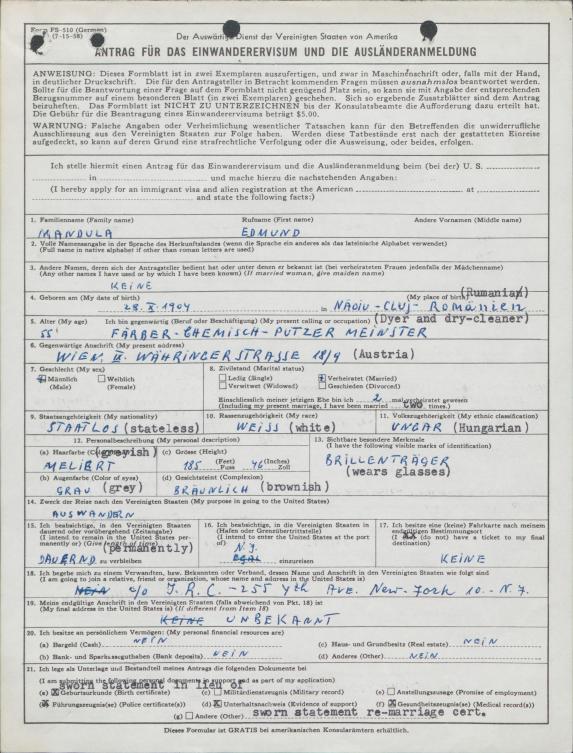 Form FS-510 (German)
(7-15-58)
Der Auswärtige Dienst der Vereinigten Staaten von Amerika
ANTRAG FÜR DAS EINWANDERERVISUM UND DIE AUSLÄNDERANMELDUNG
ANWEISUNG: Dieses Formblatt ist in zwei Exemplaren auszufertigen, und zwar in Maschinenschrift oder, falls mit der Hand,
in deutlicher Druckschrift. Die für den Antragsteller in Betracht kommenden Fragen müssen ausnahmslos beantwortet werden.
Sollte für die Beantwortung einer Frage auf dem Formblatt nicht genügend Platz sein, so kann sie mit Angabe der entsprechenden
Bezugsnummer auf einem besonderen Blatt (in zwei Exemplaren) geschehen. Sich so ergebende Zusatzblätter sind dem Antrag
beizuheften. Das Formblatt ist NICHT ZU UNTERZEICHNEN bis der Konsulatsbeamte die Aufforderung dazu erteilt hat.
Die Gebühr für die Beantragung eines Einwanderervisums beträgt $5.00.
WARNUNG: Falsche Angaben oder Verheimlichung wesentlicher Tatsachen kann für den Betreffenden die unwiderrufliche
Ausschliessung aus den Vereinigten Staaten zur Folge haben. Werden diese Tatbestände erst nach der gestatteten Einreise
aufgedeckt, so kann auf deren Grund eine strafrechtliche Verfolgung oder die Ausweisung, oder beides, erfolgen.
Ich stelle hiermit einen Antrag für das Einwanderervisum und die Ausländeranmeldung beim (bei der) U. S.
in und mache hierzu die nachstehenden Angaben:
(I hereby apply for an immigrant visa and alien registration at the American at
and state the following facts:)
1. Familienname (Family name) Rufname (First name) Andere Vornamen (Middle name)
MANDULA EDMUND
2. Volle Namensangabe in der Sprache des Herkunftslandes (wenn die Sprache ein anderes als das lateinische Alphabet verwendet)
(Full name in native alphabet if other than roman letters are used)
3. Andere Namen, deren sich der Antragsteller bedient hat oder unter denen er bekannt ist (bei verheirateten Frauen jedenfalls der Mädchenname)
(Any other names I have used or by which I have been known) (If married woman, give maiden name)
KEINE
4. Geboren am (My date of birth) (My place of birth) (Rumania)
28. X. 1904 in NADIU - CLUJ - ROMÄNIEN
5. Alter (My age) Ich bin gegenwärtig (Beruf oder Beschäftigung) (My present calling or occupation) (Dyer and dry-cleaner)
55 FÄRBER - CHEMISCH - PUTZER MEINSTER
6. Gegenwärtige Anschrift (My present address)
WIEN, IX. WÄHRINGERSTRASSE 18/9 (Austria)
7. Geschlecht (My sex) 8. Zivilstand (Marital status)
Männlich Weiblich Ledig (Single) Verheiratet (Married)
(Male) (Female) Verwitwet (Widowed) Geschieden (Divorced)
Einschliesslich meiner jetzigen Ehe bin ich 2 mal verheiratet gewesen
(Including my present marriage, I have been married two times.)
9. Staatsangehörigkeit (My nationality) 10. Rassenzugehörigkeit (My race) 11. Volkszugehörigkeit (My ethnic classification)
STAATLOS (stateless) WEISS (white) UNGAR (Hungarian)
12. Personenbeschreibung (My personal description) 13. Sichtbare besondere Merkmale
(I have the following visible marks of identification)
(a) Haarfarbe (greyish) (c) Grösse (Height)
MELIERT 185 (Feet) Fuss (Inches) Zoll
BRILLENTRÄGER
(wears glasses)
(b) Augenfarbe (Color of eyes) (d) Gesichtsteint (My complexion)
GRAU (grey) BRÄUNLICH (brownish)
14. Zweck der Reise nach den Vereinigten Staaten (My purpose in going to the United States)
AUSWANDERN
15. Ich beabsichtige, in den Vereinigten Staaten
dauernd oder vorübergehend (Zeitangabe)
(I intend to remain in the United States permanently
or) (Give length of time)
(permanently)
DAUERND zu verbleiben
16. Ich beabsichtige, in die Vereinigten Staaten in
(Hafen oder Grenzübertrittstelle)
(I intend to enter the United States at the port
of)
N. Y.
EGAL einzureisen
17. Ich besitze eine (keine) Fahrkarte nach meinem
endgültigen Bestimmungsort
(I (do not) have a ticket to my final
destination)
KEINE
18. Ich begebe mich zu einem Verwandten, bzw. Bekannten oder Verband, dessen Name und Anschrift in den Vereinigten Staaten wie folgt sind
(I am going to join a relative, friend or organization, whose name and address in the United States is)
NEIN c/o I. R. C. - 255 4th AVE. New-York 10. - N. Y.
19. Meine endgültige Anschrift in den Vereinigten Staaten (falls abweichend von Pkt. 18) ist
(My final address in the United States is) (If different from Item 18)
KEINE UNBEKANNT
20. Ich besitze an persönlichem Vermögen: (My personal financial resources are)
(a) Bargeld (Cash) NEIN (c) Haus- und Grundbesitz (Real estate) NEIN
(b) Bank- und Sparkassaguthaben (Bank deposits) NEIN (d) Anderes (Other) NEIN
21. Ich lege als Unterlage und Bestandteil meines Antrags die folgenden Dokumente bei
(I am submitting the following personal documents in support and as part of my application)
sworn statement in lieu of
(a) Geburtsurkunde (Birth certificate) (c) Militärdienstzeugnis (Military record) (e) Anstellungszusage (Promise of employment)
(b) Führungszeugnis(se) (Police certificate(s)) (d) Unterhaltsnachweis (Evidence of support) (f) Gesundheitszeugnis(se) (Medical record(s))
(g) Andere (Other) sworn statement re-marriage cert.
Dieses Formular ist GRATIS bei amerikanischen Konsularämtern erhältlich.